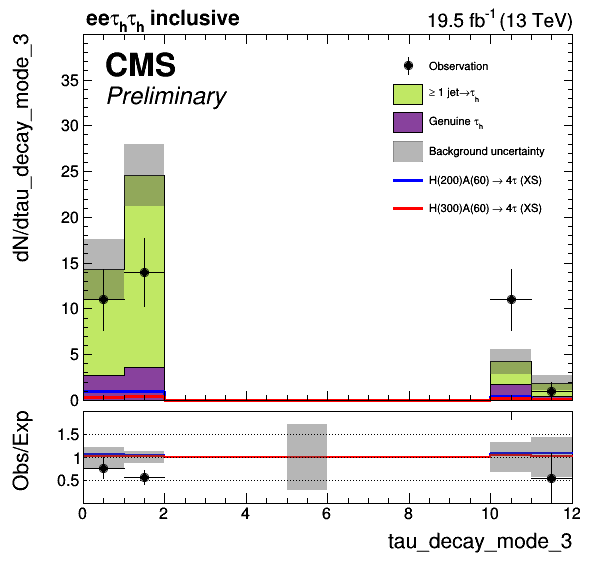 eeτhτh inclusive
19.5 fb⁻¹ (13 TeV)
CMS
Preliminary
Observation
≥ 1 jet→τh
Genuine τh
Background uncertainty
H(200)A(60) → 4τ (XS)
H(300)A(60) → 4τ (XS)
dN/dtau_decay_mode_3
35
30
25
20
15
10
5
0
Obs/Exp
1.5
1
0.5
0 2 4 6 8 10 12
tau_decay_mode_3